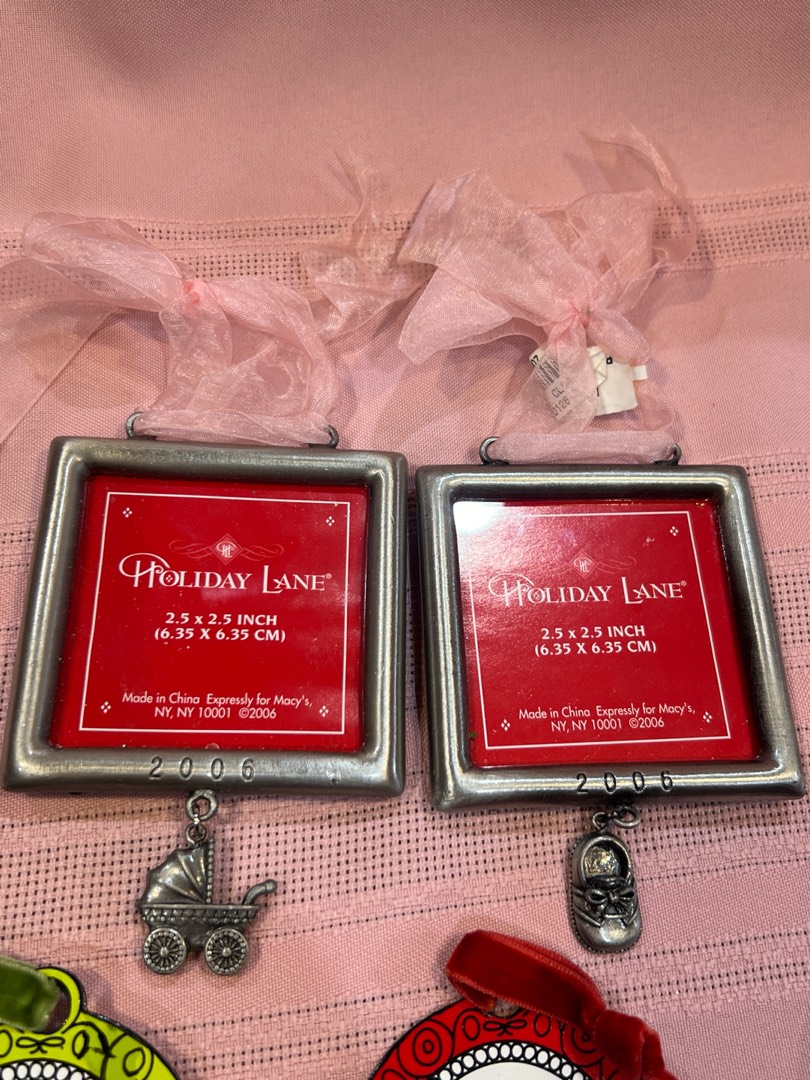 HOLIDAY LANE®
2.5 x 2.5 INCH
(6.35 X 6.35 CM)
Made in China Expressly for Macy's,
NY, NY 10001 ©2006
2006
HOLIDAY LANE®
2.5 x 2.5 INCH
(6.35 X 6.35 CM)
Made in China Expressly for Macy's,
NY, NY 10001 ©2006
2006